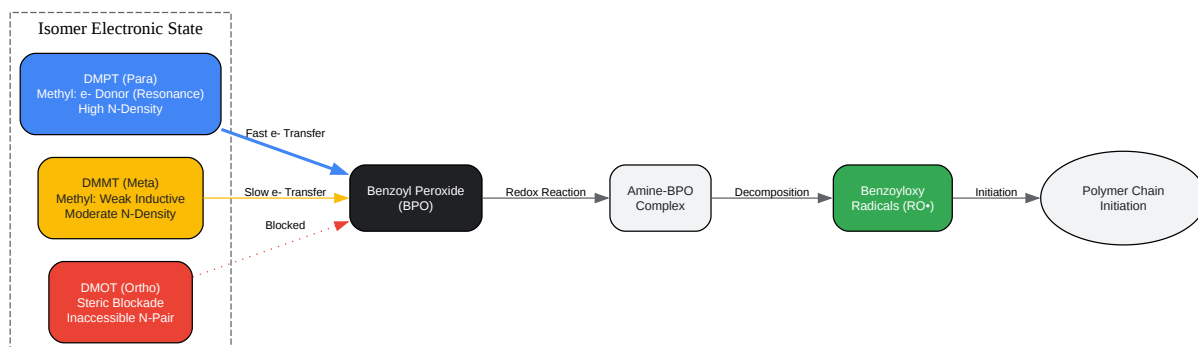 Isomer Electronic State
DMPT (Para)
Methyl: e- Donor (Resonance)
High N-Density
Fast e- Transfer
DMMT (Meta)
Methyl: Weak Inductive
Moderate N-Density
Slow e- Transfer
Benzoyl Peroxide
(BPO)
Redox Reaction
Amine-BPO
Complex
Decomposition
Benzoyloxy
Radicals (RO•)
Initiation
Polymer Chain
Initiation
Blocked
DMOT (Ortho)
Steric Blockade
Inaccessible N-Pair